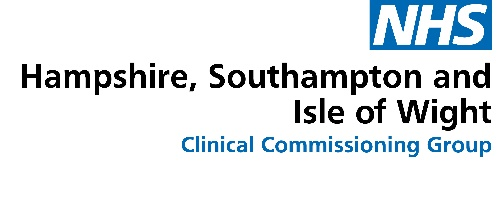 NHS
Hampshire, Southampton and
Isle of Wight
Clinical Commissioning Group